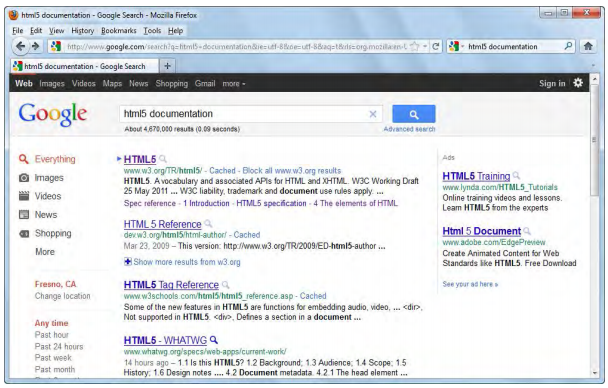 html5 documentation - Google Search - Mozilla Firefox
File Edit View History Bookmarks Tools Help
http://www.google.com/search?q=html5+documentation&ie=utf-8&oe=utf-8&aq=t&rls=org.mozilla:en-U
html5 documentation
html5 documentation - Google Search
Web Images Videos Maps News Shopping Gmail more
Sign in
Google
html5 documentation
About 4,670,000 results (0.09 seconds)
Advanced search
Everything
Images
Videos
News
Shopping
More
Fresno, CA
Change location
Any time
Past hour
Past 24 hours
Past week
Past month
HTML5
www.w3.org/TR/html5/ - Cached - Block all www.w3.org results
HTML5. A vocabulary and associated APIs for HTML and XHTML. W3C Working Draft
25 May 2011 ... W3C liability, trademark and document use rules apply. ...
Spec reference - 1 Introduction - HTML5 specification - 4 The elements of HTML
HTML 5 Reference
dev.w3.org/html5/html-author/ - Cached
Mar 23, 2009 – This version: http://www.w3.org/TR/2009/ED-html5-author ...
Show more results from w3.org
HTML5 Tag Reference
www.w3schools.com/html5/html5_reference.asp - Cached
Some of the new features in HTML5 are functions for embedding audio, video, ... <dir>,
Not supported in HTML5. <div>, Defines a section in a document ...
HTML5 - WHATWG
www.whatwg.org/specs/web-apps/current-work/
14 hours ago – 1.1 Is this HTML5? 1.2 Background; 1.3 Audience; 1.4 Scope; 1.5
History; 1.6 Design notes .... 4.2 Document metadata. 4.2.1 The head element ...
Ads
HTML5 Training
www.lynda.com/HTML5_Tutorials
Online training videos and lessons.
Learn HTML5 from the experts
Html 5 Document
www.adobe.com/EdgePreview
Create Animated Content for Web
Standards like HTML5. Free Download
See your ad here »